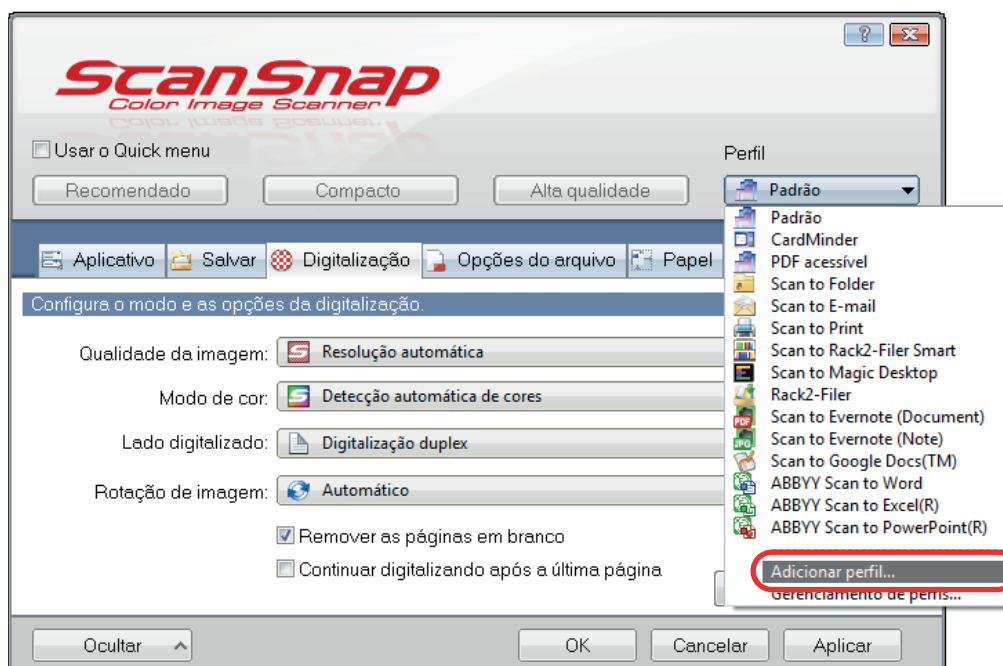 ScanSnap
Color Image Scanner
Usar o Quick menu
Perfil
Recomendado
Compacto
Alta qualidade
Padrão
Padrão
CardMinder
PDF acessível
Scan to Folder
Scan to E-mail
Scan to Print
Scan to Rack2-Filer Smart
Scan to Magic Desktop
Rack2-Filer
Scan to Evernote (Document)
Scan to Evernote (Note)
Scan to Google Docs(TM)
ABBYY Scan to Word
ABBYY Scan to Excel(R)
ABBYY Scan to PowerPoint(R)
Adicionar perfil...
Gerenciamento de perfis...
Aplicativo
Salvar
Digitalização
Opções do arquivo
Papel
Configura o modo e as opções da digitalização.
Qualidade da imagem: Resolução automática
Modo de cor: Detecção automática de cores
Lado digitalizado: Digitalização duplex
Rotação de imagem: Automático
Remover as páginas em branco
Continuar digitalizando após a última página
Ocultar
OK
Cancelar
Aplicar